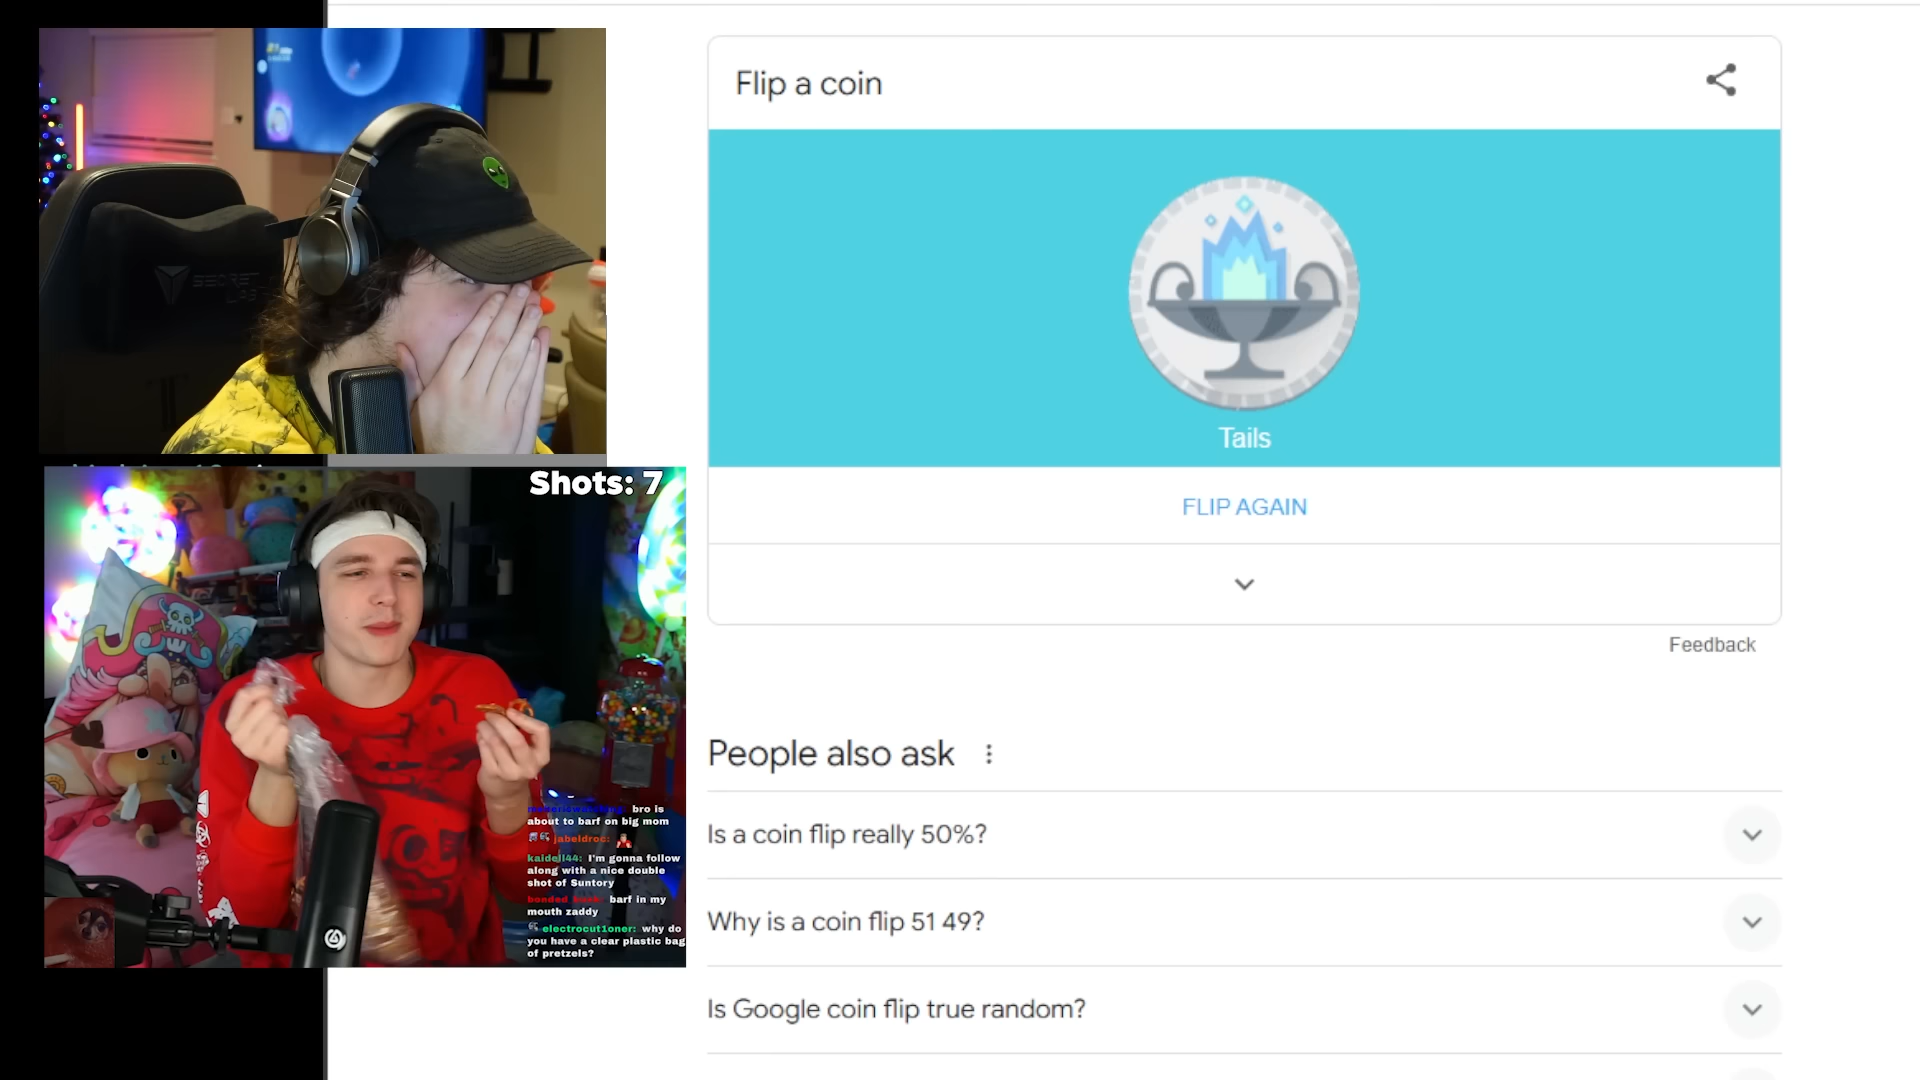 Flip a coin
Tails
FLIP AGAIN
Feedback
People also ask
Is a coin flip really 50%?
Why is a coin flip 51 49?
Is Google coin flip true random?
SECRET
Shots: 7
bro is
about to barf on big mom
jabeldroc:
kaidell44: I'm gonna follow
along with a nice double
shot of Suntory
barf in my
mouth zaddy
electrocut1oner: why do
you have a clear plastic bag
of pretzels?